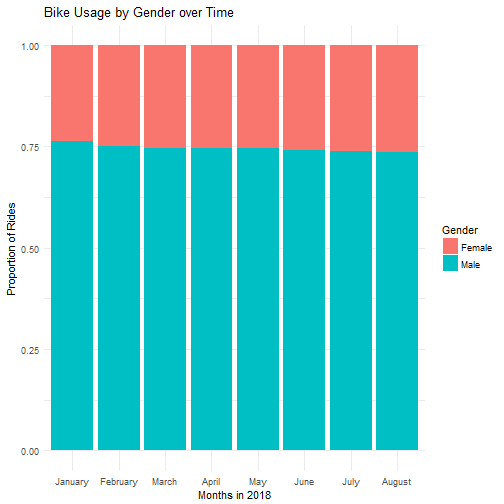 Bike Usage by Gender over Time
1.00
0.75
0.50
0.25
0.00
Proportion of Rides
January February March April May June July August
Months in 2018
Gender
Female
Male